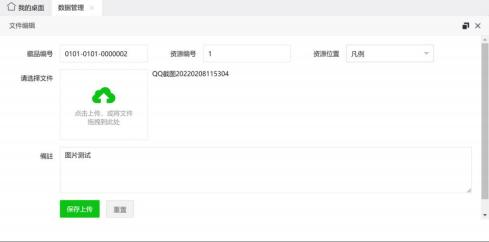 我的桌面 数据管理
文件编辑
藏品编号 0101-0101-0000002 资源编号 1 资源位置 凡例
请选择文件 QQ截图20220208115304
点击上传，或将文件
拖拽到此处
備註 图片测试
保存上传 重置